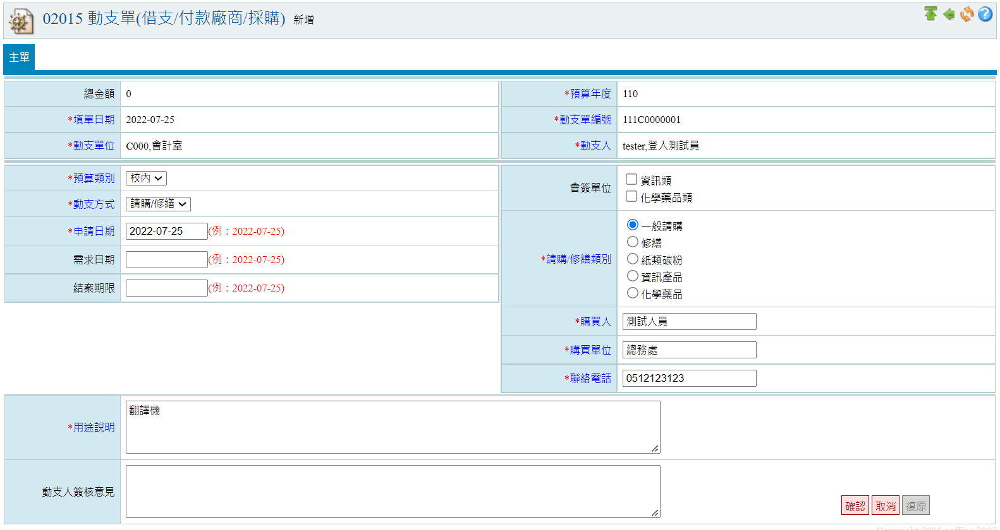 02015 動支單(借支/付款廠商/採購) 新增
主單
總金額 0
*預算年度 110
*填單日期 2022-07-25
*動支單編號 111C0000001
*動支單位 C000,會計室
*動支人 tester,登入測試員
*預算類別 校內
*動支方式 請購/修繕
*申請日期 2022-07-25 (例：2022-07-25)
需求日期 (例：2022-07-25)
結案期限 (例：2022-07-25)
會簽單位 資訊類
化學藥品類
*請購/修繕類別 一般請購
修繕
紙類碳粉
資訊產品
化學藥品
*購買人 測試人員
*購買單位 總務處
*聯絡電話 0512123123
*用途說明 翻譯機
動支人簽核意見
確認 取消 復原